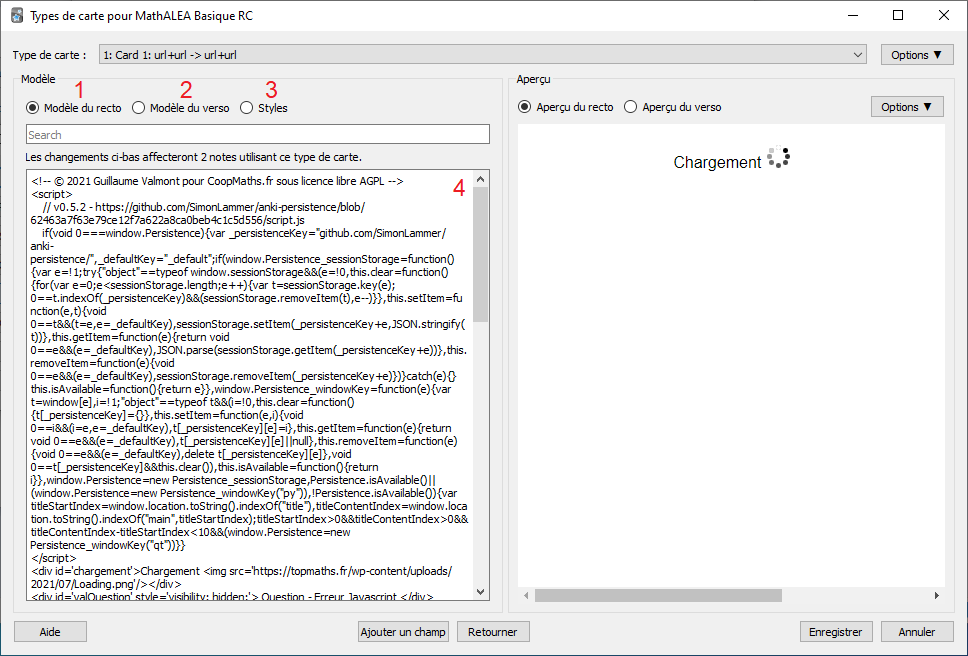 Types de carte pour MathALEA Basique RC
Type de carte :
1: Card 1: url+url -> url+url
Options ▼
Modèle
1
2
3
Modèle du recto
Modèle du verso
Styles
Search
Les changements ci-bas affecteront 2 notes utilisant ce type de carte.
4
<!-- © 2021 Guillaume Valmont pour CoopMaths.fr sous licence libre AGPL -->
<script>
// v0.5.2 - https://github.com/SimonLammer/anki-persistence/blob/
62463a7f63e79ce12f7a622a8ca0beb4c1c5d556/script.js
if(void 0===window.Persistence){var _persistenceKey="github.com/SimonLammer/
anki-
persistence/",_defaultKey="_default";if(window.Persistence_sessionStorage=function()
{var e=!1;try{"object"==typeof window.sessionStorage&&(e=!0,this.clear=function()
{for(var e=0;e<sessionStorage.length;e++){var t=sessionStorage.key(e);
0==t.indexOf(_persistenceKey)&&(sessionStorage.removeItem(t),e--)}},this.setItem=fu
nction(e,t){void
0==t&&(t=e,e=_defaultKey),sessionStorage.setItem(_persistenceKey+e,JSON.stringify(
t))},this.getItem=function(e){return void
0==e&&(e=_defaultKey),JSON.parse(sessionStorage.getItem(_persistenceKey+e))},this.
removeItem=function(e){void
0==e&&(e=_defaultKey),sessionStorage.removeItem(_persistenceKey+e)})}catch(e){}
this.isAvailable=function(){return e}},window.Persistence_windowKey=function(e){var
t=window[e],i=!1;"object"==typeof t&&(i=!0,this.clear=function()
{t[_persistenceKey]={}},this.setItem=function(e,i){void
0==i&&(i=e,e=_defaultKey),t[_persistenceKey][e]=i},this.getItem=function(e){return
void 0==e&&(e=_defaultKey),t[_persistenceKey][e]||null},this.removeItem=function(e)
{void 0==e&&(e=_defaultKey),delete t[_persistenceKey][e]},void
0==t[_persistenceKey]&&this.clear()),this.isAvailable=function(){return
i}},window.Persistence=new Persistence_sessionStorage,Persistence.isAvailable()||
(window.Persistence=new Persistence_windowKey("py")),!Persistence.isAvailable()){var
titleStartIndex=window.location.toString().indexOf("title"),titleContentIndex=window.loca
tion.toString().indexOf("main",titleStartIndex);titleStartIndex>0&&titleContentIndex>0&&
titleContentIndex-titleStartIndex<10&&(window.Persistence=new
Persistence_windowKey("qt"))}}
</script>
<div id='chargement'>Chargement <img src='https://topmaths.fr/wp-content/uploads/
2021/07/Loading.png'/></div>
<div id='valQuestion' style='visibility: hidden;'> Question - Erreur Javascript </div>
Aperçu
Aperçu du recto
Aperçu du verso
Options ▼
Chargement
Aide
Ajouter un champ
Retourner
Enregistrer
Annuler